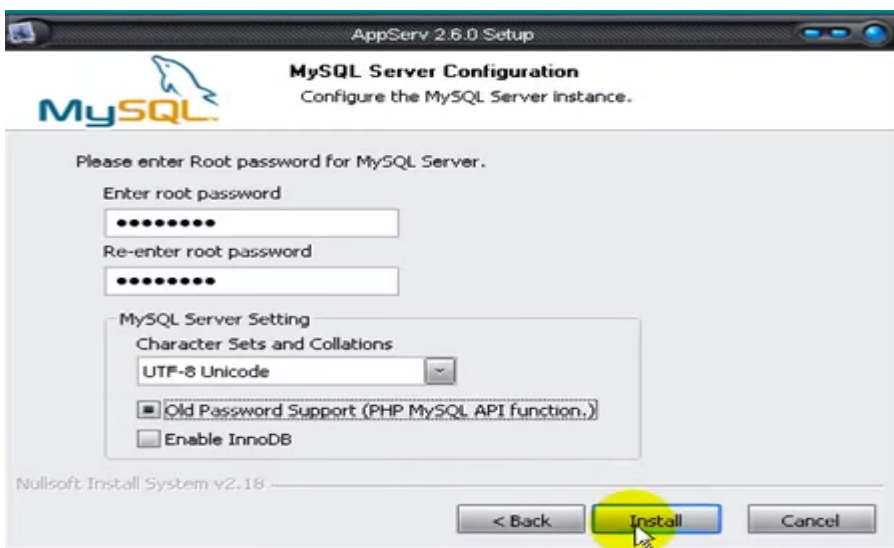 AppServ 2.6.0 Setup
MySQL
MySQL Server Configuration
Configure the MySQL Server instance.
Please enter Root password for MySQL Server.
Enter root password
●●●●●●●●
Re-enter root password
●●●●●●●●
MySQL Server Setting
Character Sets and Collations
UTF-8 Unicode
Old Password Support (PHP MySQL API function.)
Enable InnoDB
Nullsoft Install System v2.18
< Back Install Cancel